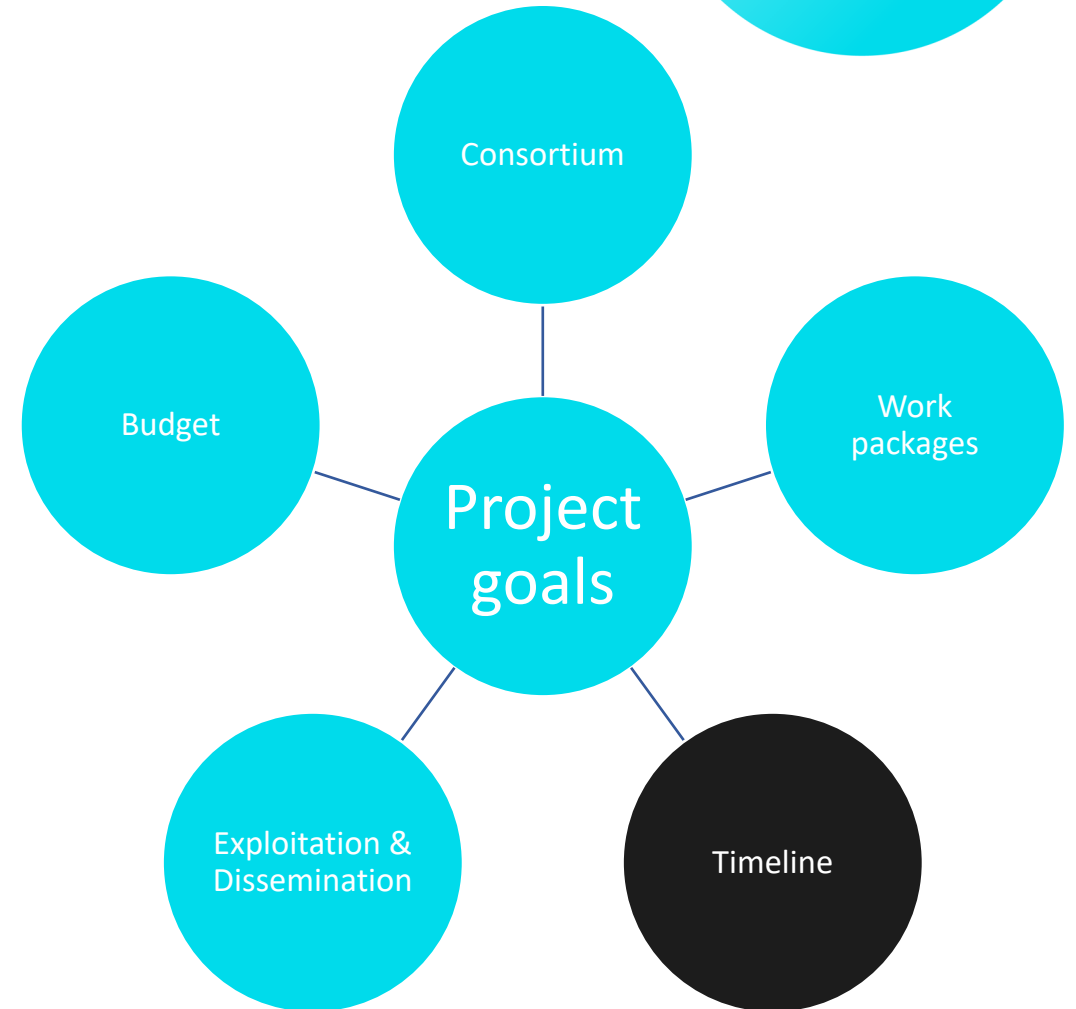 Consortium
Work
packages
Budget
Project
goals
Exploitation &
Dissemination
Timeline